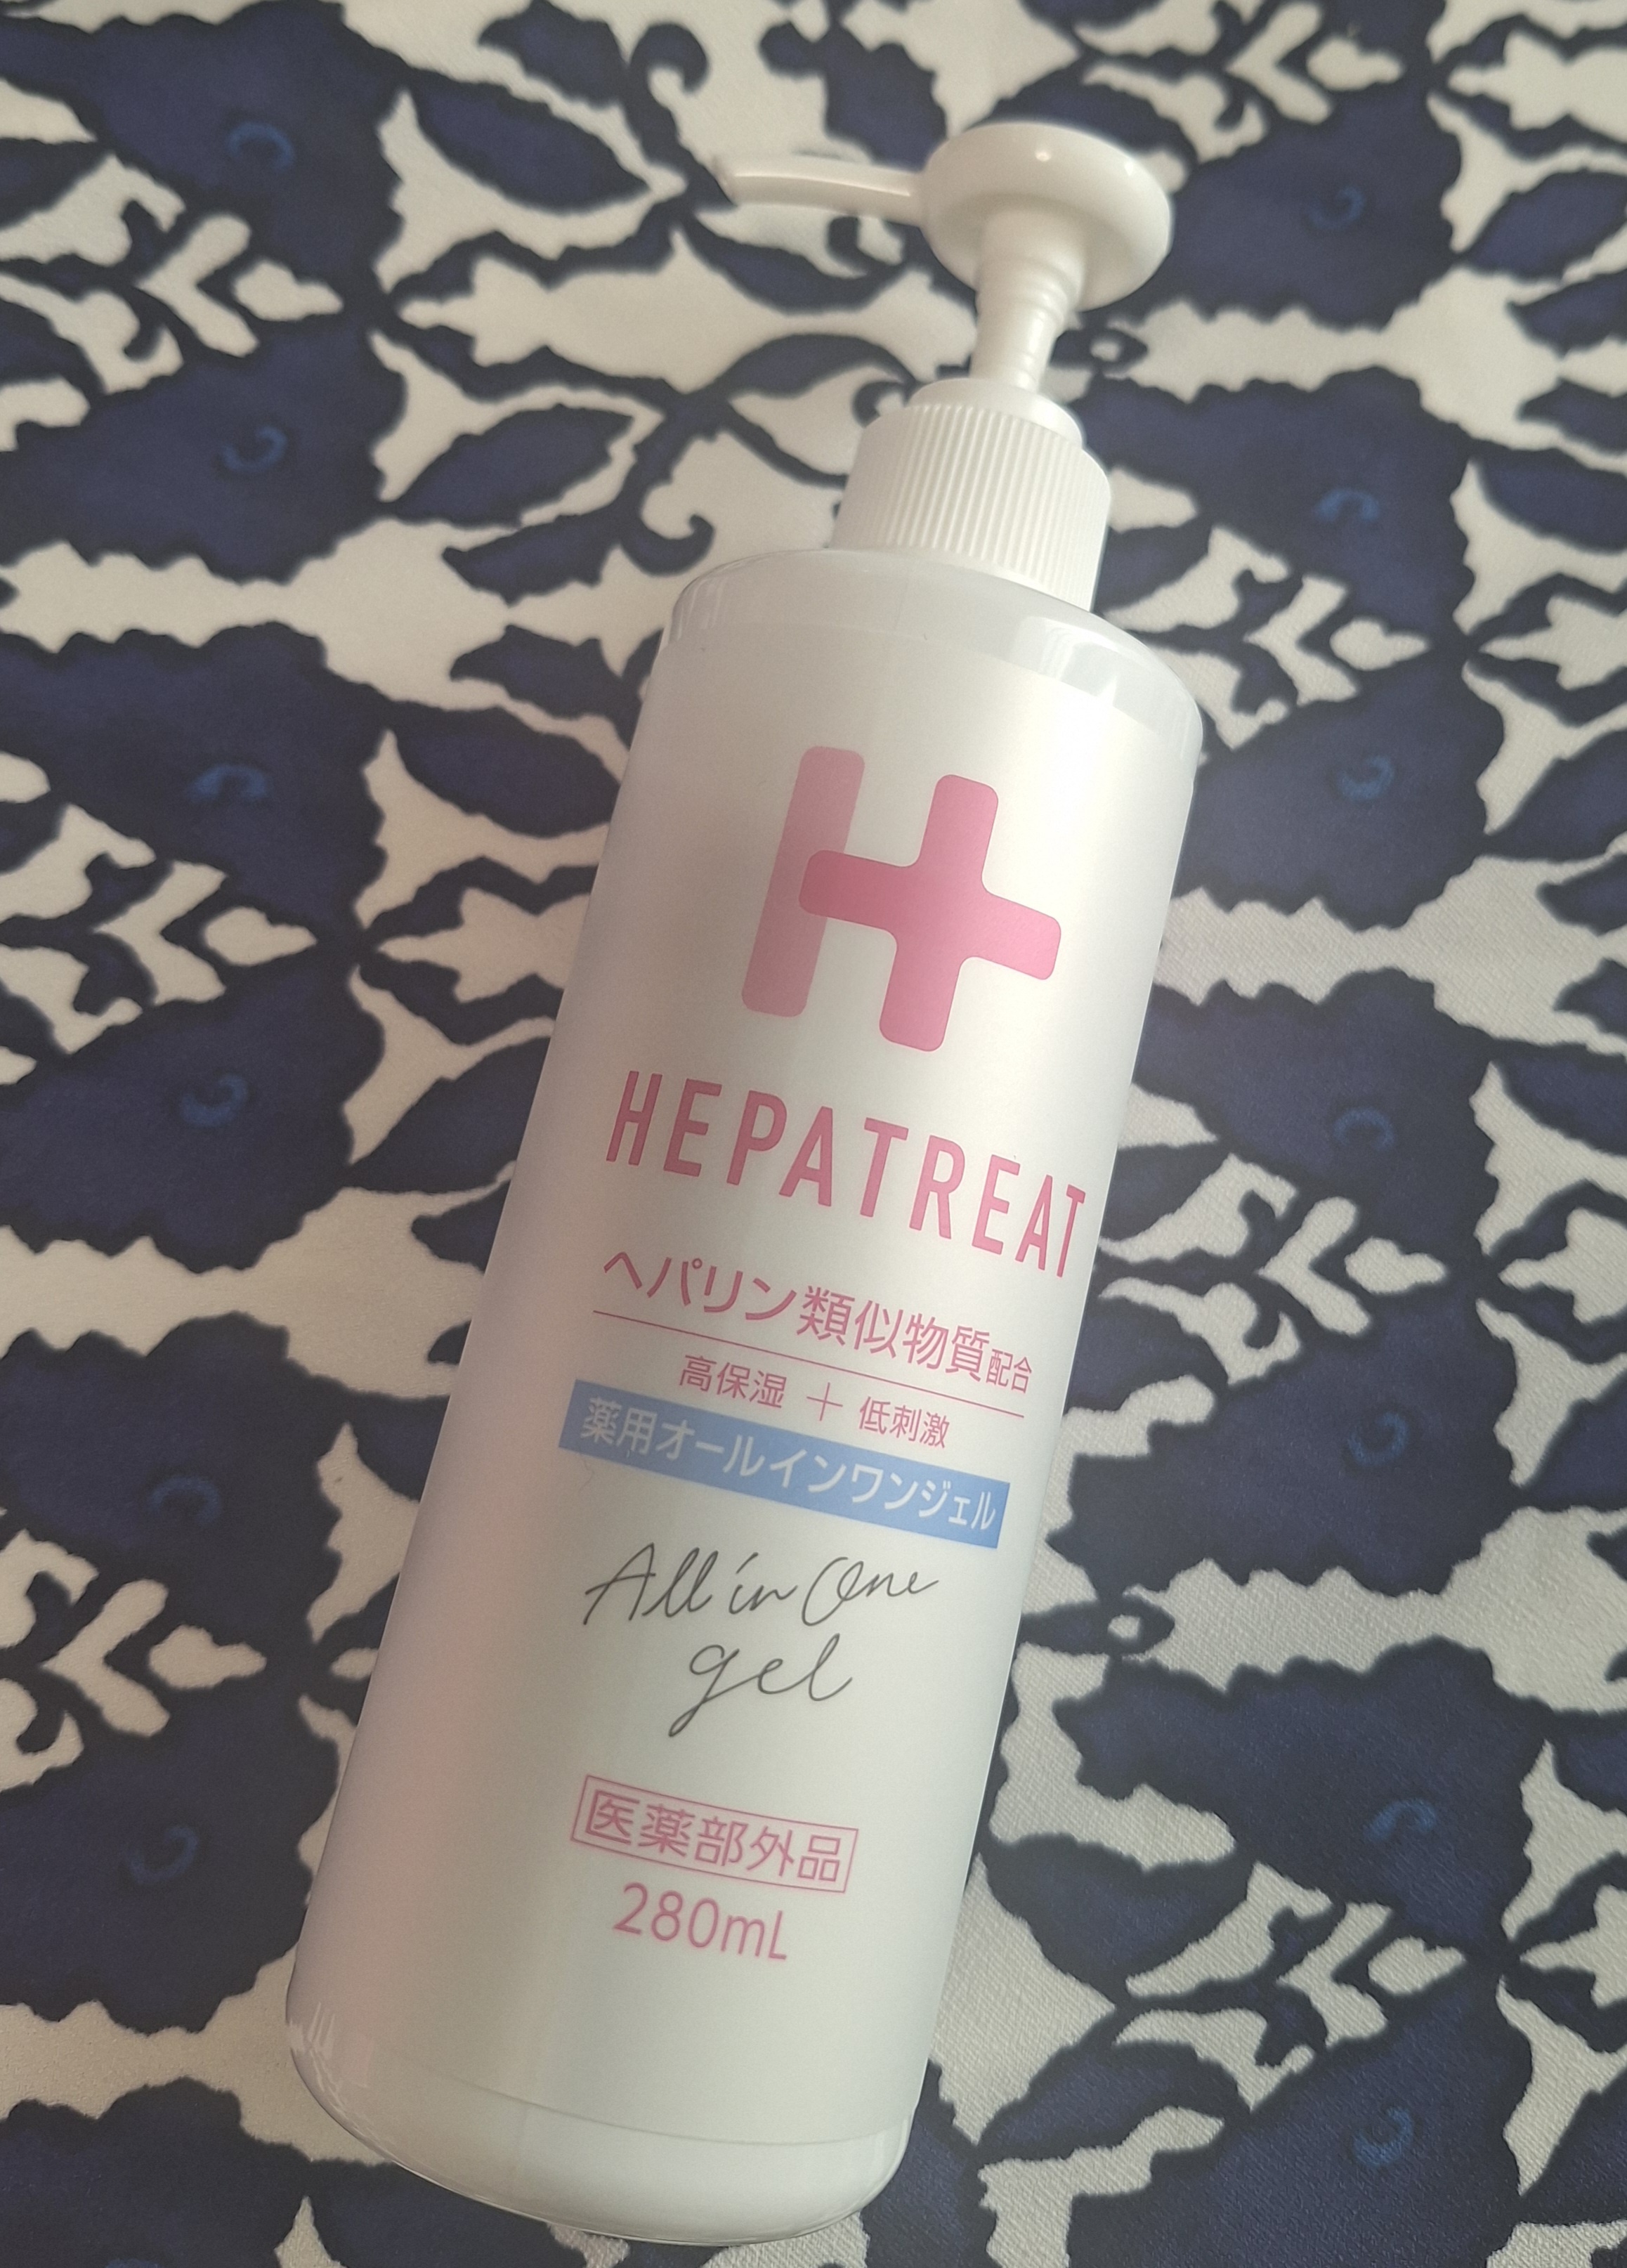 HEPATREAT
ヘパリン類似物質配合
高保湿 + 低刺激
薬用オールインワンジェル
All in One
gel
医薬部外品
280mL